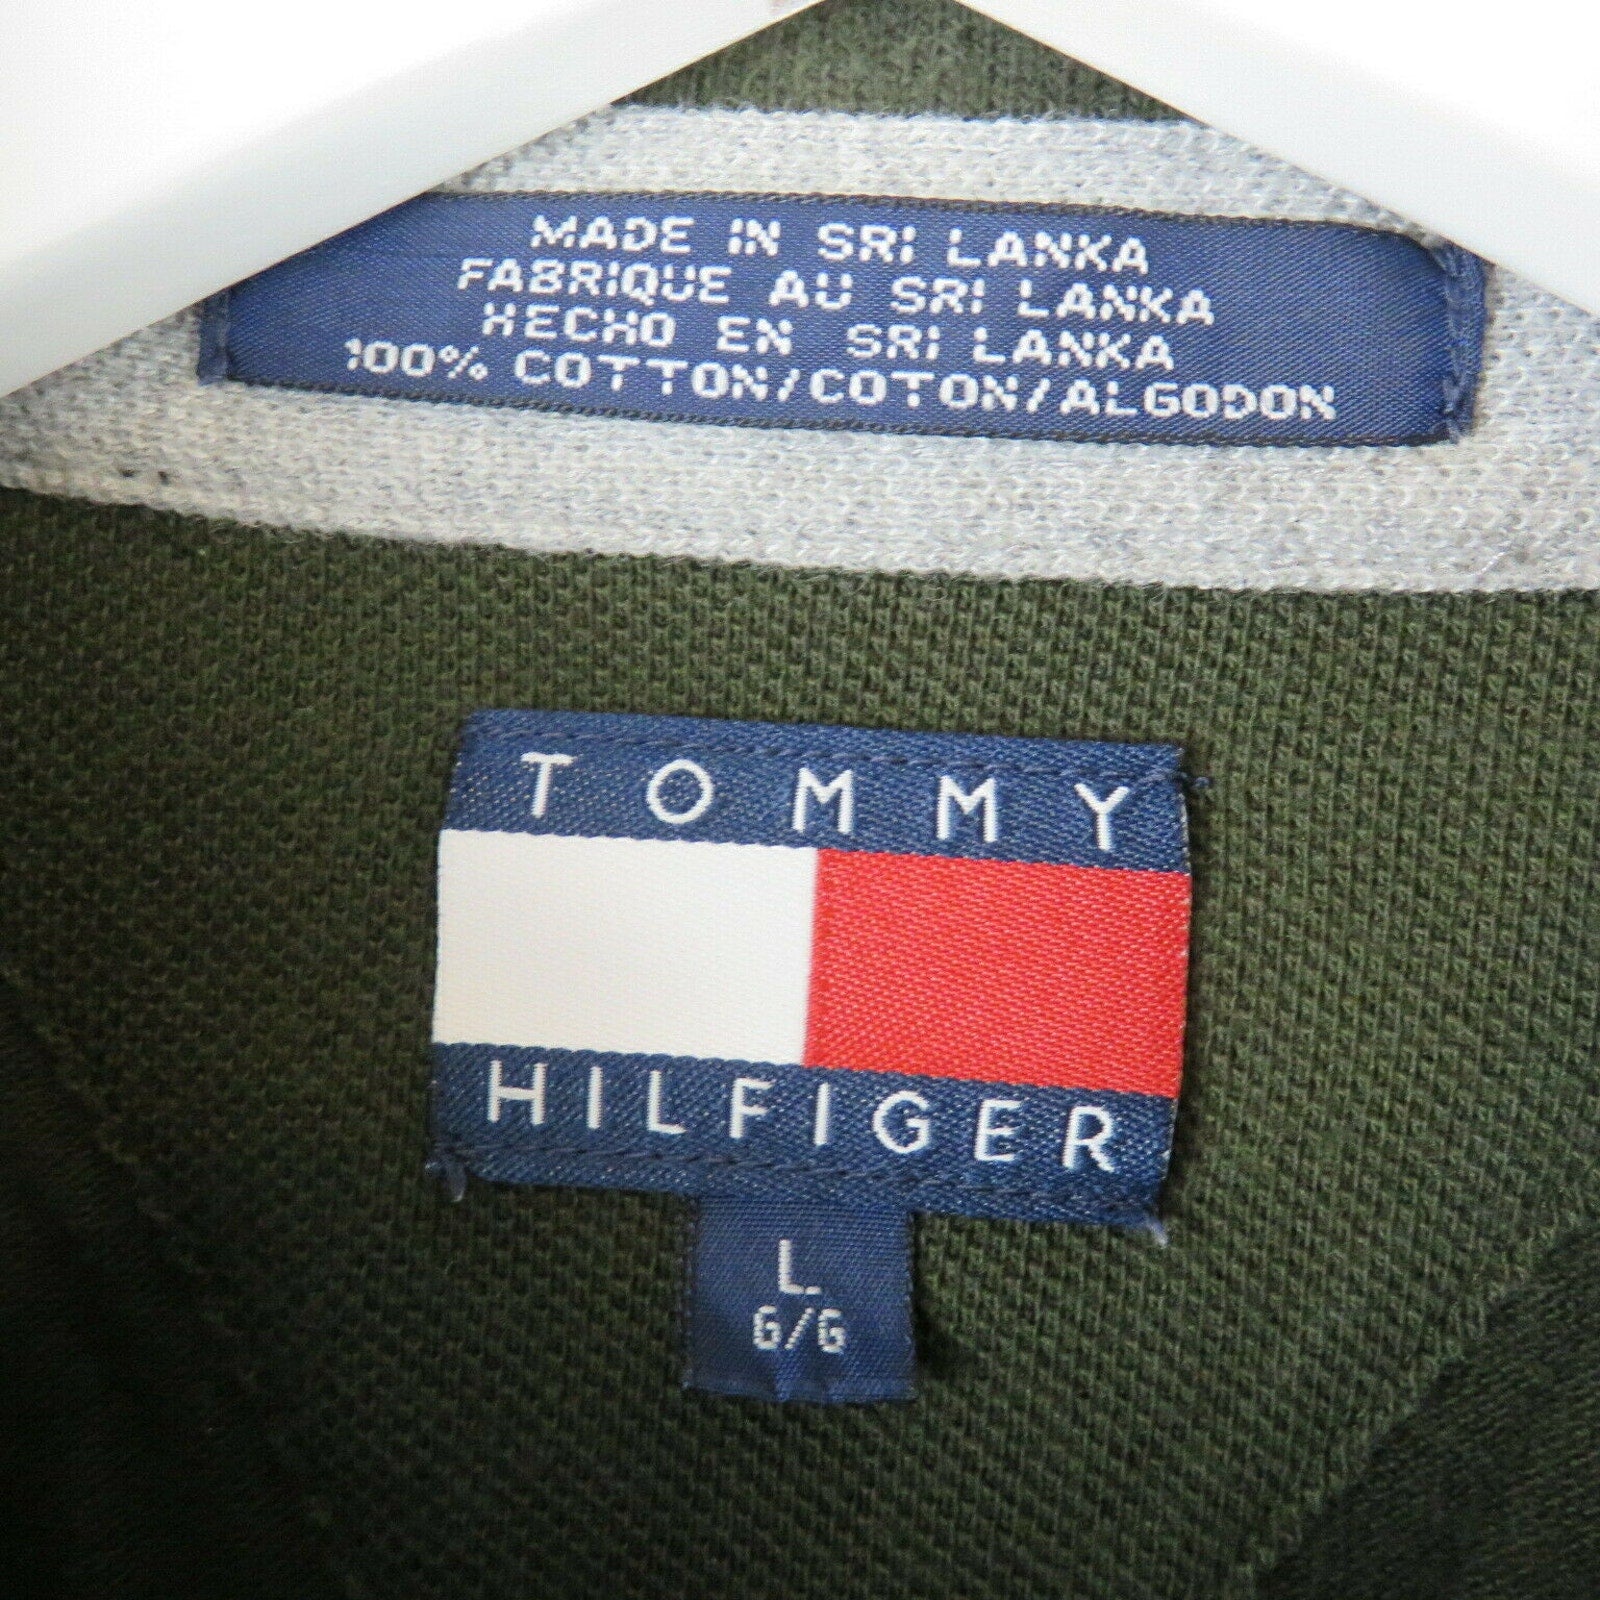 MADE IN SRI LANKA
FABRIQUE AU SRI LANKA
HECHO EN SRI LANKA
100% COTTON/COTON/ALGODON
TOMMY
HILFIGER
L
G/G